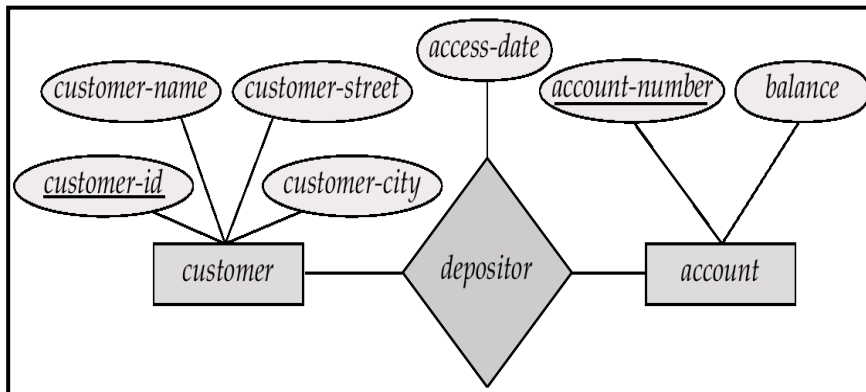 access-date
customer-name
customer-street
account-number
balance
customer-id
customer-city
customer
depositor
account